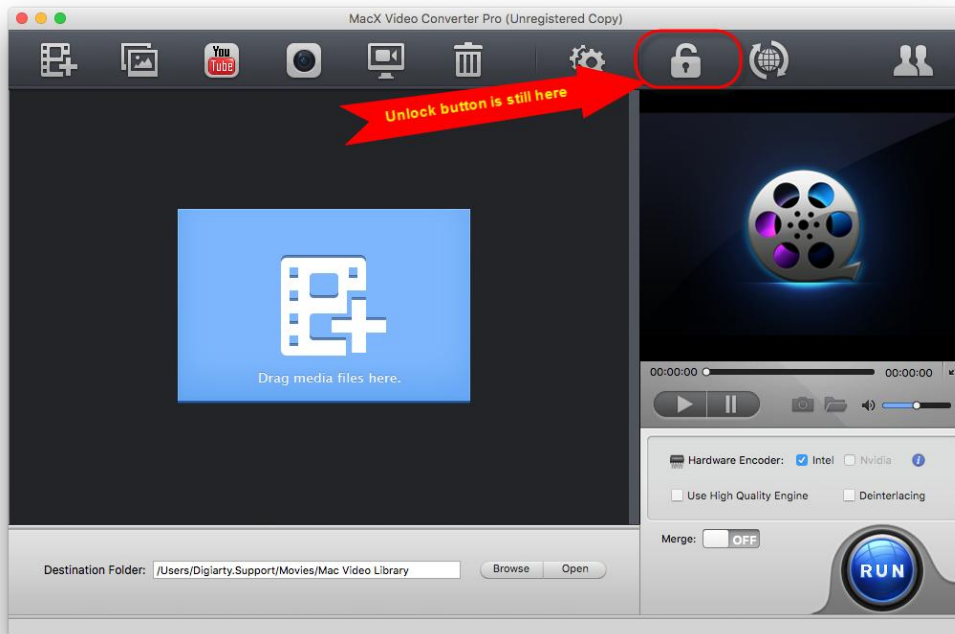 MacX Video Converter Pro (Unregistered Copy)
You
Tube
Unlock button is still here
Drag media files here.
00:00:00
00:00:00
Hardware Encoder:
Intel
Nvidia
i
Use High Quality Engine
Deinterlacing
Merge:
OFF
Destination Folder:
/Users/Digiarty.Support/Movies/Mac Video Library
Browse
Open
RUN